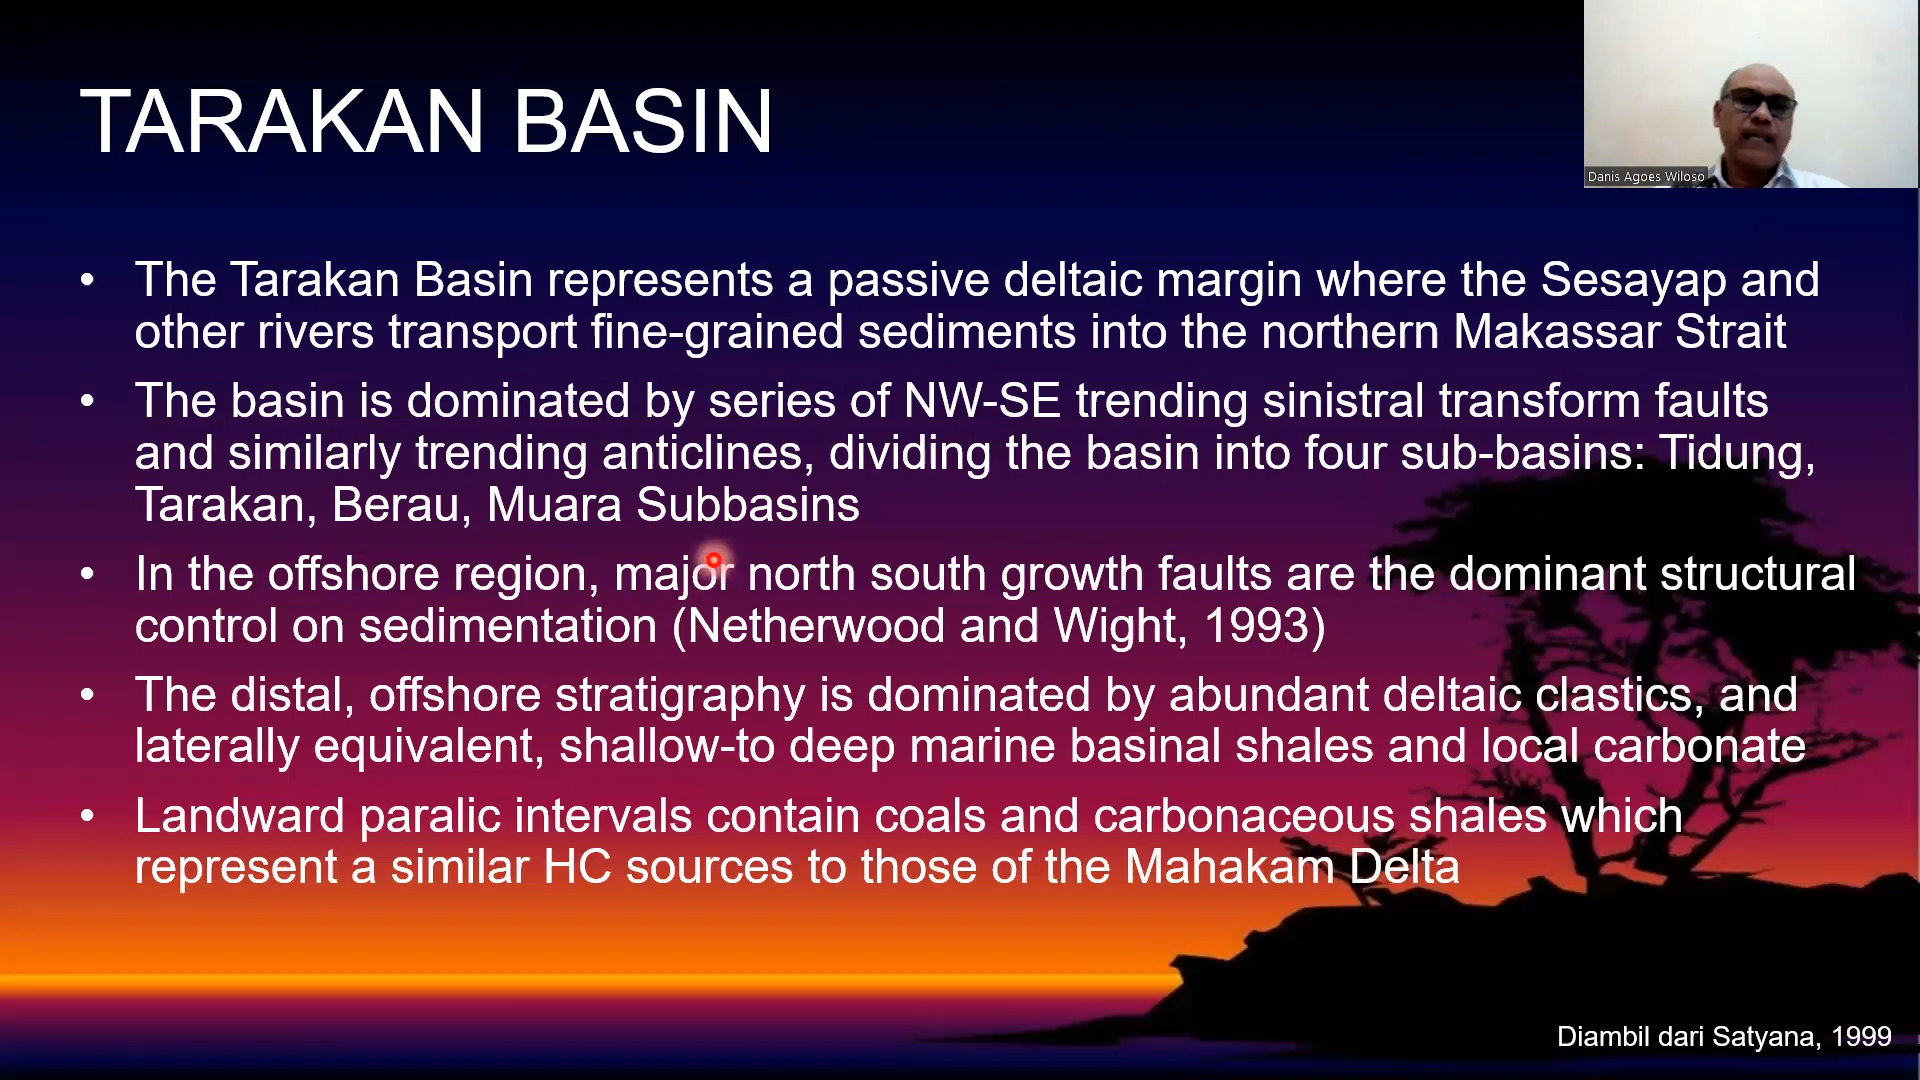 TARAKAN BASIN
Danis Agoes Wiloso
• The Tarakan Basin represents a passive deltaic margin where the Sesayap and
other rivers transport fine-grained sediments into the northern Makassar Strait
• The basin is dominated by series of NW-SE trending sinistral transform faults
and similarly trending anticlines, dividing the basin into four sub-basins: Tidung,
Tarakan, Berau, Muara Subbasins
• In the offshore region, major north south growth faults are the dominant structural
control on sedimentation (Netherwood and Wight, 1993)
• The distal, offshore stratigraphy is dominated by abundant deltaic clastics, and
laterally equivalent, shallow-to deep marine basinal shales and local carbonate
• Landward paralic intervals contain coals and carbonaceous shales which
represent a similar HC sources to those of the Mahakam Delta
Diambil dari Satyana, 1999